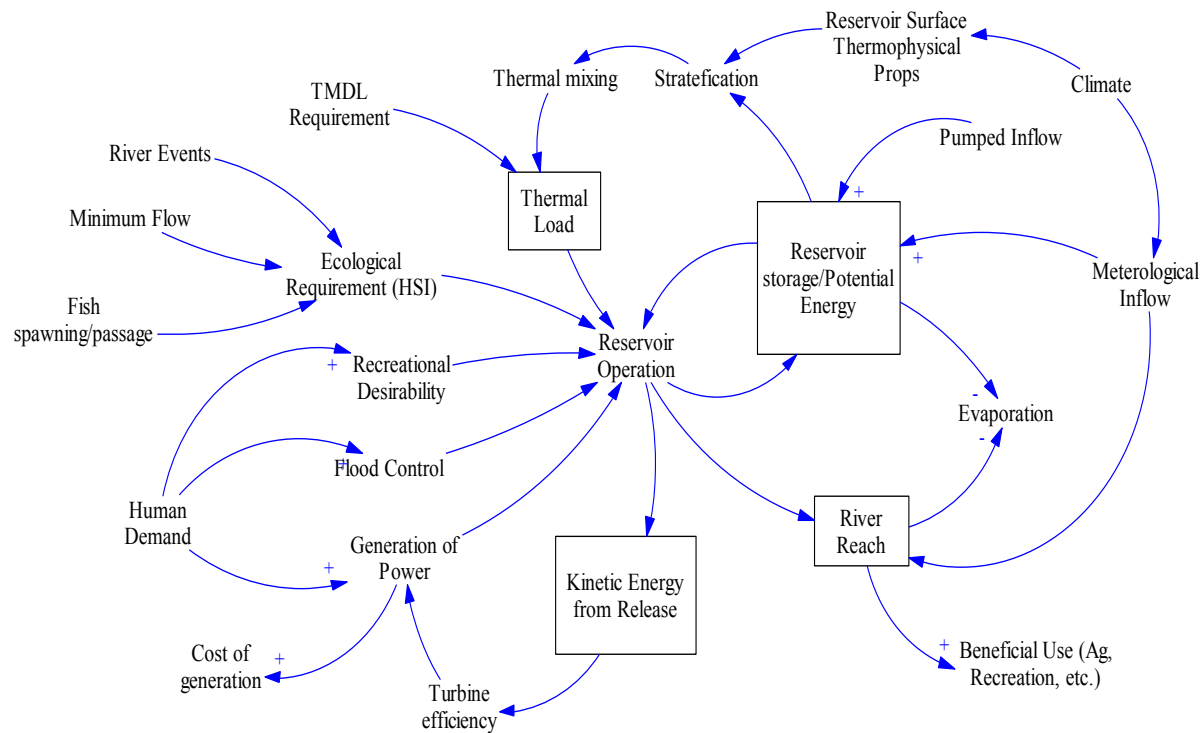 Reservoir Surface
Thermophysical
Props
Thermal mixing
Stratefication
Climate
TMDL
Requirement
Pumped Inflow
River Events
+
Thermal
Load
Minimum Flow
Reservoir
storage/Potential
Energy
+
Ecological
Requirement (HSI)
Meterological
Inflow
Fish
spawning/passage
Reservoir
Operation
+
Recreational
Desirability
-
Evaporation
-
+
Flood Control
Human
Demand
River
Reach
Generation of
Power
+
Kinetic Energy
from Release
Cost of
generation
+
+
Beneficial Use (Ag,
Recreation, etc.)
Turbine
efficiency